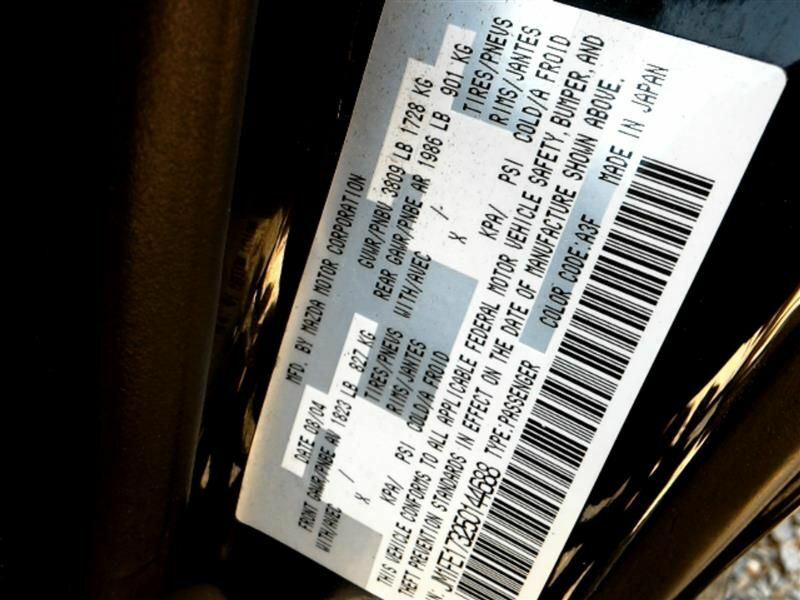 MFD. BY MAZDA MOTOR CORPORATION
DATE 08/04 GVWR/PNBV 3809 LB 1728 KG
FRONT GAWR/PNBE AV 1823 LB 827 KG REAR GAWR/PNBE AR 1986 LB 901 KG
WITH/AVEC TIRES/PNEUS WITH/AVEC TIRES/PNEUS
X / RIMS/JANTES X /- RIMS/JANTES
KPA/ PSI COLD/A FROID KPA/ PSI COLD/A FROID
THIS VEHICLE CONFORMS TO ALL APPLICABLE FEDERAL MOTOR VEHICLE SAFETY, BUMPER, AND
THEFT PREVENTION STANDARDS IN EFFECT ON THE DATE OF MANUFACTURE SHOWN ABOVE.
N: JM1FE173250144688 TYPE:PASSENGER COLOR CODE:A3F MADE IN JAPAN